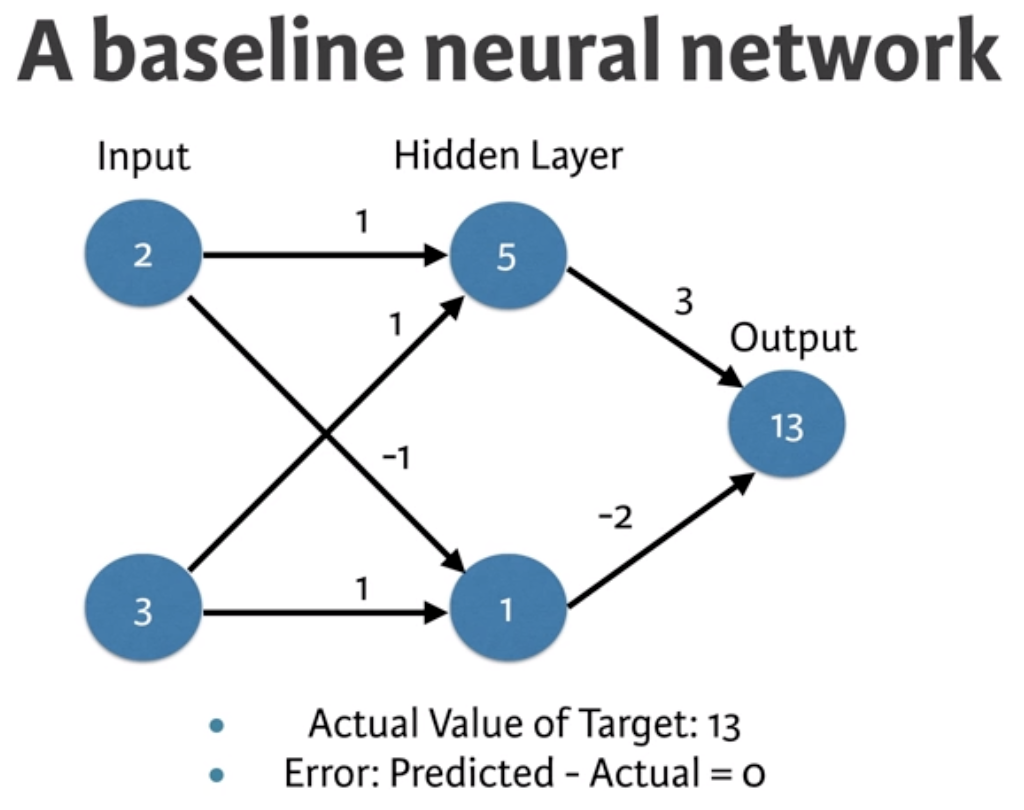 A baseline neural network
Input
Hidden Layer
2
1
5
1
3
Output
13
-1
-2
3
1
1
• Actual Value of Target: 13
• Error: Predicted - Actual = 0